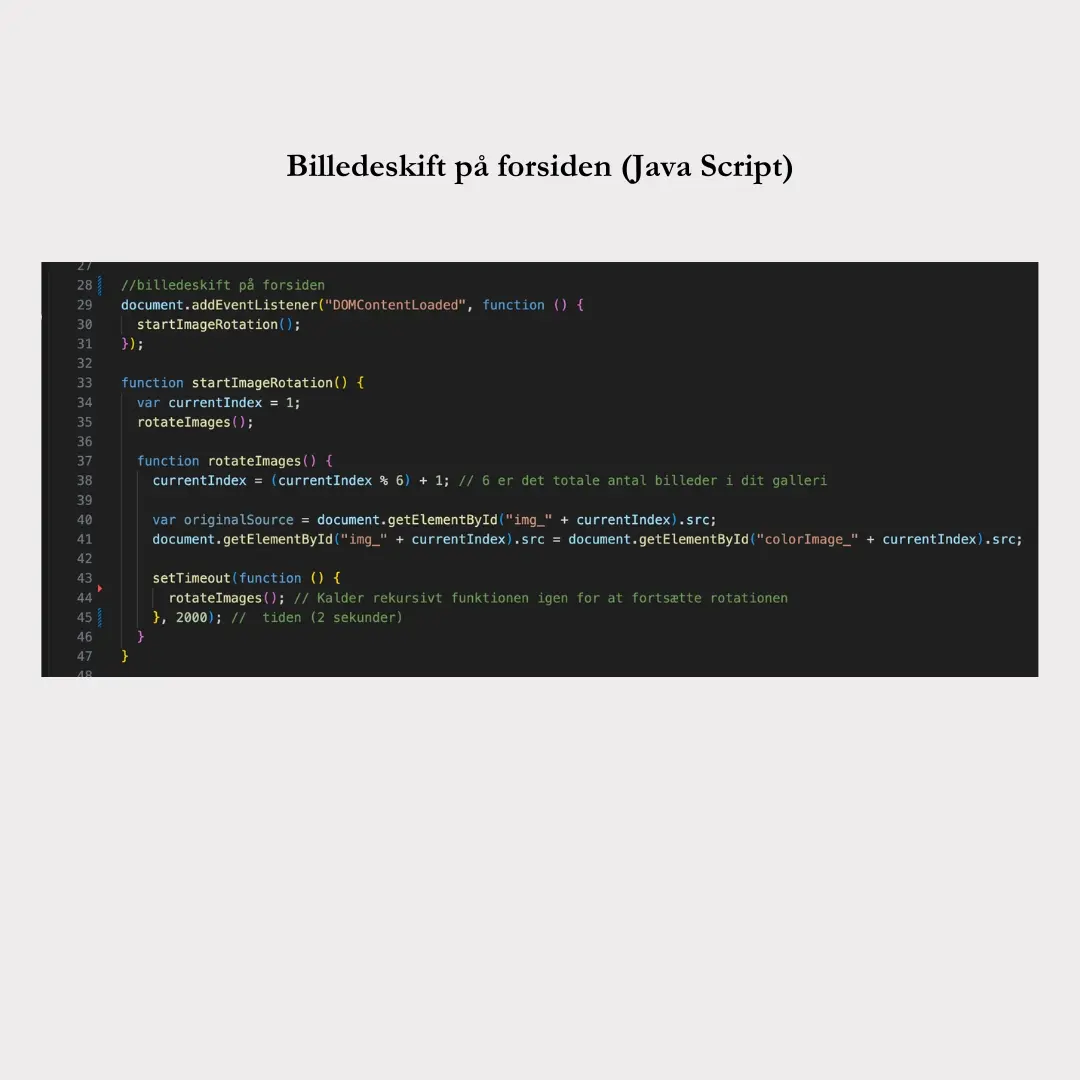 Billedeskift på forsiden (Java Script)
27
28 //billedeskift på forsiden
29 document.addEventListener("DOMContentLoaded", function () {
30 startImageRotation();
31 });
32
33 function startImageRotation() {
34 var currentIndex = 1;
35 rotateImages();
36
37 function rotateImages() {
38 currentIndex = (currentIndex % 6) + 1; // 6 er det totale antal billeder i dit galleri
39
40 var originalSource = document.getElementById("img_" + currentIndex).src;
41 document.getElementById("img_" + currentIndex).src = document.getElementById("colorImage_" + currentIndex).src;
42
43 setTimeout(function () {
44 rotateImages(); // Kalder rekursivt funktionen igen for at fortsætte rotationen
45 }, 2000); //  tiden (2 sekunder)
46 }
47 }
48